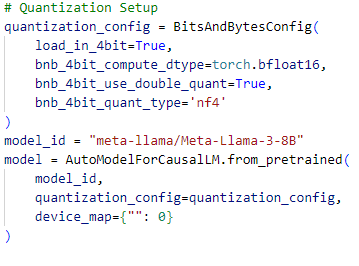 # Quantization Setup
quantization_config = BitsAndBytesConfig(
    load_in_4bit=True,
    bnb_4bit_compute_dtype=torch.bfloat16,
    bnb_4bit_use_double_quant=True,
    bnb_4bit_quant_type='nf4'
)
model_id = "meta-llama/Meta-Llama-3-8B"
model = AutoModelForCausalLM.from_pretrained(
    model_id,
    quantization_config=quantization_config,
    device_map={"": 0}
)